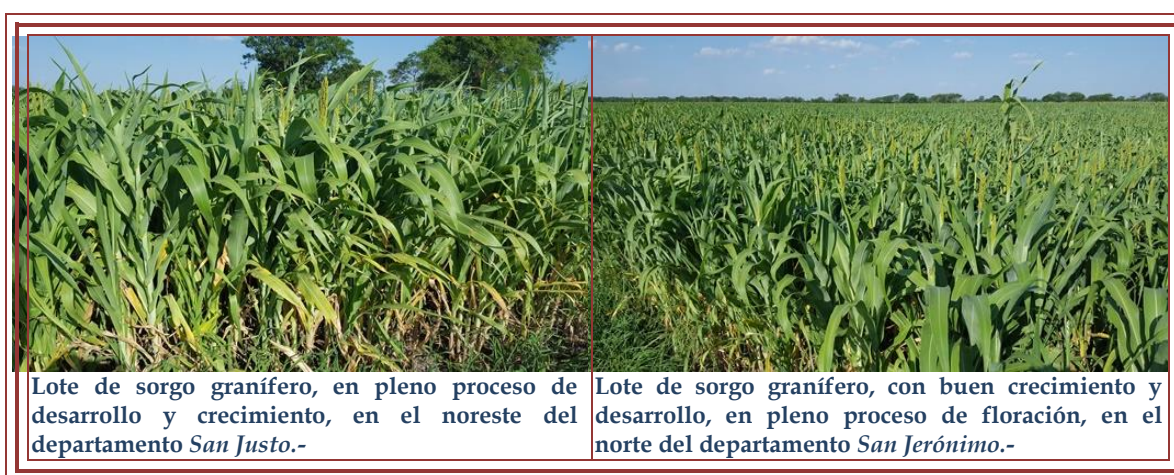 Lote de sorgo granífero, en pleno proceso de
desarrollo y crecimiento, en el noreste del
departamento San Justo.-
Lote de sorgo granífero, con buen crecimiento y
desarrollo, en pleno proceso de floración, en el
norte del departamento San Jerónimo.-